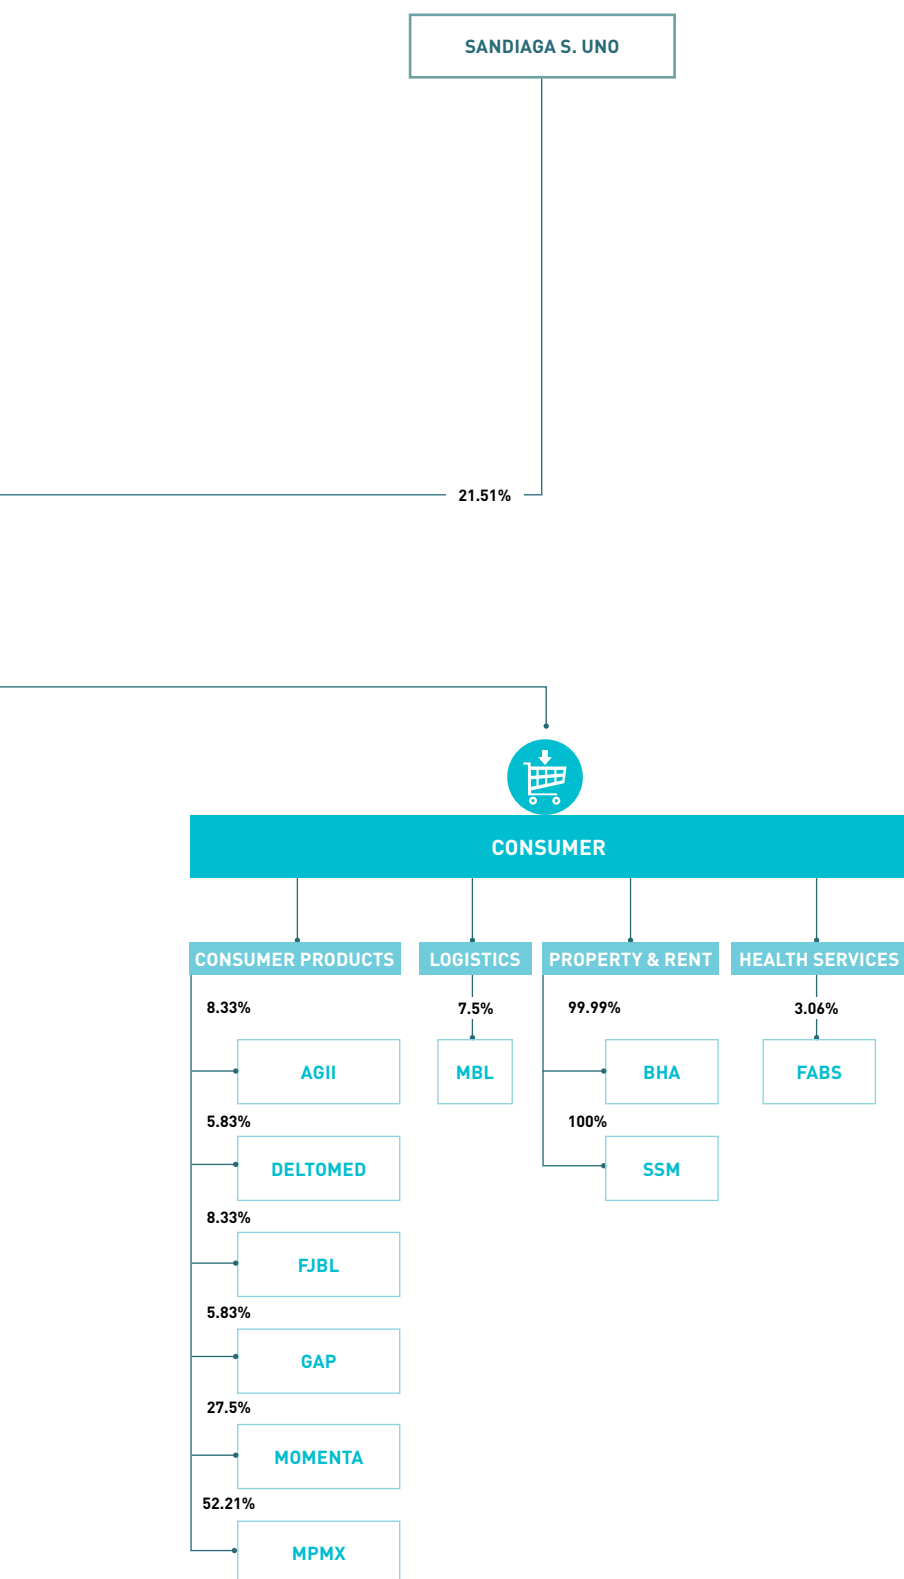 SANDIAGA S. UNO
21.51%
CONSUMER
CONSUMER PRODUCTS
LOGISTICS
PROPERTY & RENT
HEALTH SERVICES
8.33%
7.5%
99.99%
3.06%
AGII
MBL
BHA
FABS
5.83%
100%
DELTOMED
SSM
8.33%
FJBL
5.83%
GAP
27.5%
MOMENTA
52.21%
MPMX